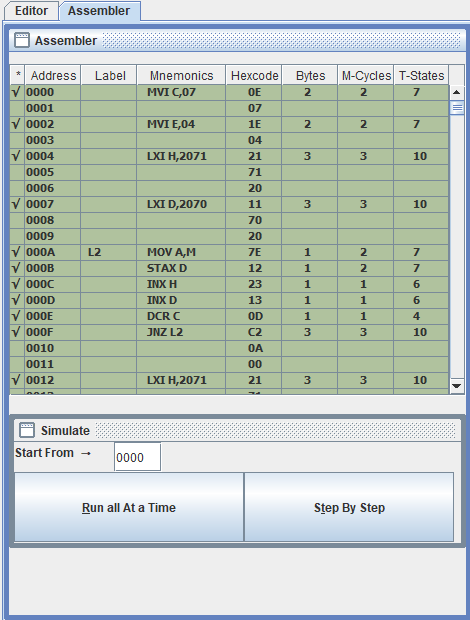 Editor Assembler
Assembler
* Address Label Mnemonics Hexcode Bytes M-Cycles T-States
√ 0000 MVI C,07 0E 2 2 7
0001 07
√ 0002 MVI E,04 1E 2 2 7
0003 04
√ 0004 LXI H,2071 21 3 3 10
0005 71
0006 20
√ 0007 LXI D,2070 11 3 3 10
0008 70
0009 20
√ 000A L2 MOV A,M 7E 1 2 7
√ 000B STAX D 12 1 2 7
√ 000C INX H 23 1 1 6
√ 000D INX D 13 1 1 6
√ 000E DCR C 0D 1 1 4
√ 000F JNZ L2 C2 3 3 10
0010 0A
0011 00
√ 0012 LXI H,2071 21 3 3 10
Simulate
Start From → 0000
Run all At a Time Step By Step